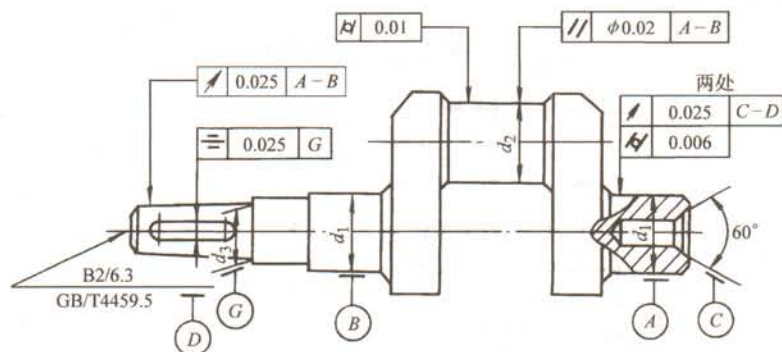 ⌭ 0.01
// ϕ0.02 A-B
↗ 0.025 A-B
两处
↗ 0.025 C-D
⌭ 0.006
⌯ 0.025 G
d₂
d₁
d₃
d₁
60°
B2/6.3
GB/T4459.5
D
G
B
A
C